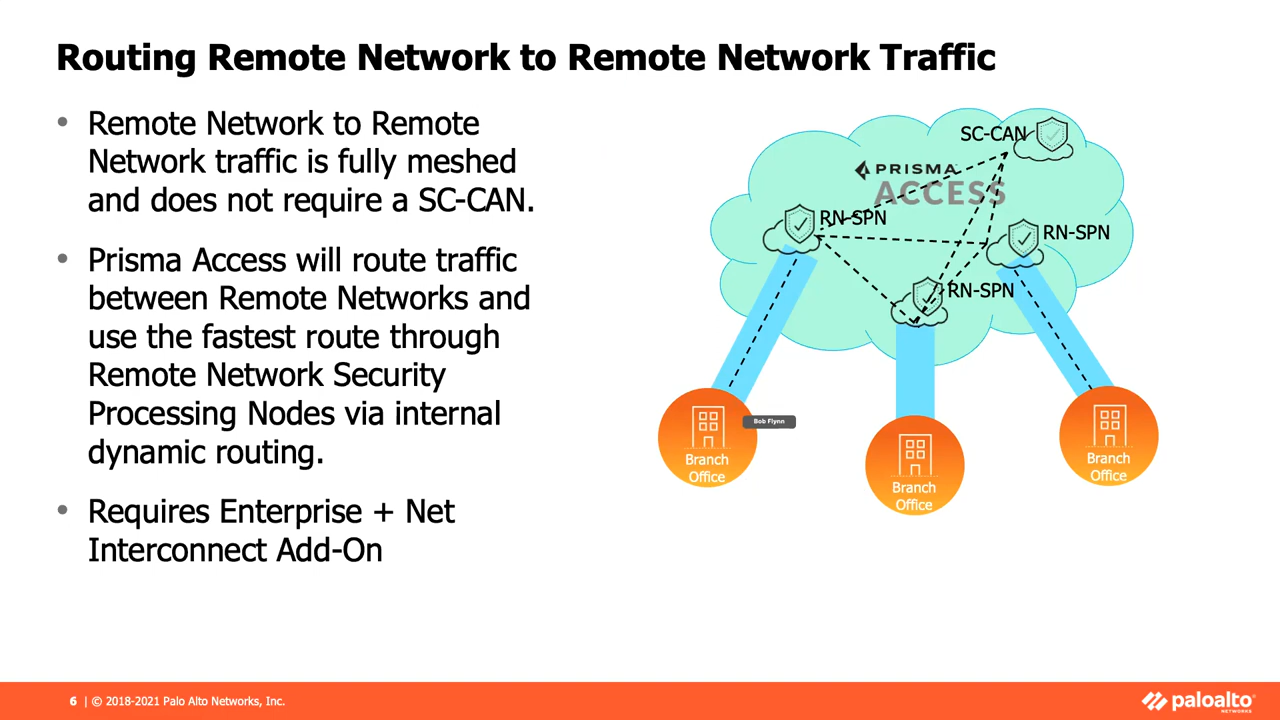 Routing Remote Network to Remote Network Traffic
• Remote Network to Remote
Network traffic is fully meshed
and does not require a SC-CAN.
• Prisma Access will route traffic
between Remote Networks and
use the fastest route through
Remote Network Security
Processing Nodes via internal
dynamic routing.
• Requires Enterprise + Net
Interconnect Add-On
SC-CAN
PRISMA
ACCESS
RN-SPN
RN-SPN
RN-SPN
Bob Flynn
Branch
Office
Branch
Office
Branch
Office
6 | © 2018-2021 Palo Alto Networks, Inc.
paloalto
NETWORKS